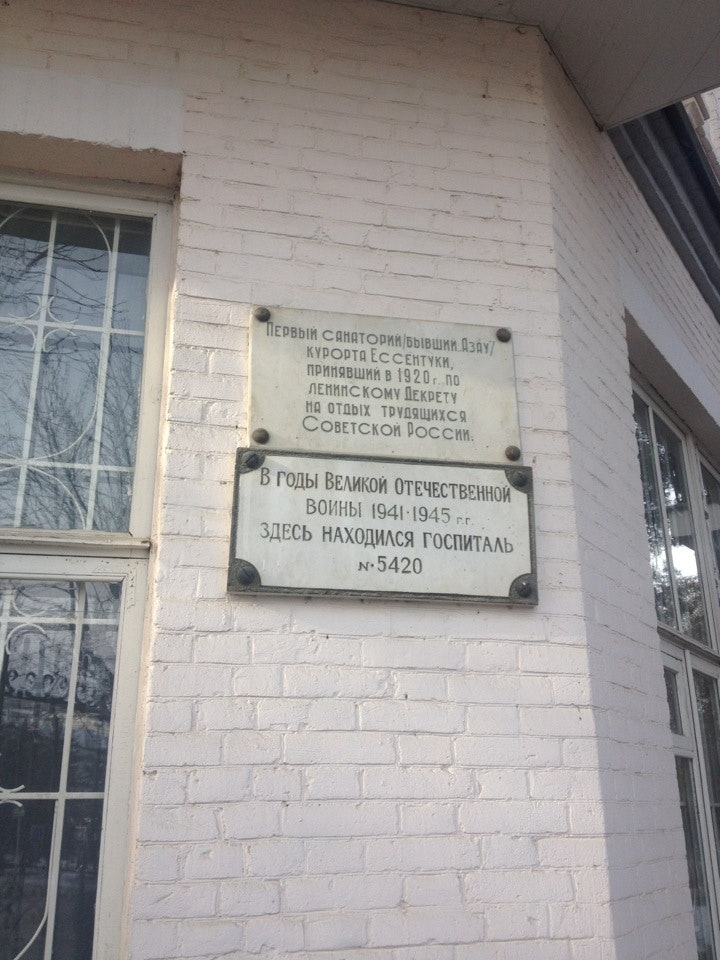 Первый санаторий/бывший Азау/
курорта Ессентуки,
принявший в 1920 г. по
ленинскому Декрету
на отдых трудящихся
Советской России.
В годы Великой Отечественной
войны 1941-1945 г.г.
здесь находился госпиталь
№ 5420